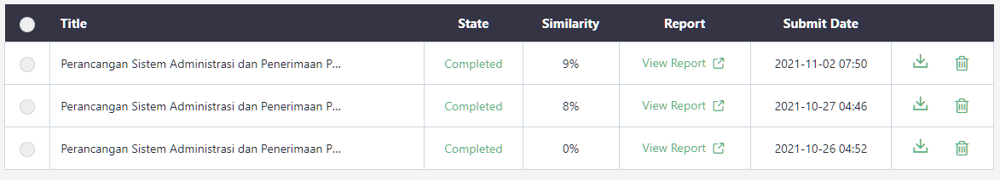 Title State Similarity Report Submit Date
Perancangan Sistem Administrasi dan Penerimaan P... Completed 9% View Report 2021-11-02 07:50
Perancangan Sistem Administrasi dan Penerimaan P... Completed 8% View Report 2021-10-27 04:46
Perancangan Sistem Administrasi dan Penerimaan P... Completed 0% View Report 2021-10-26 04:52